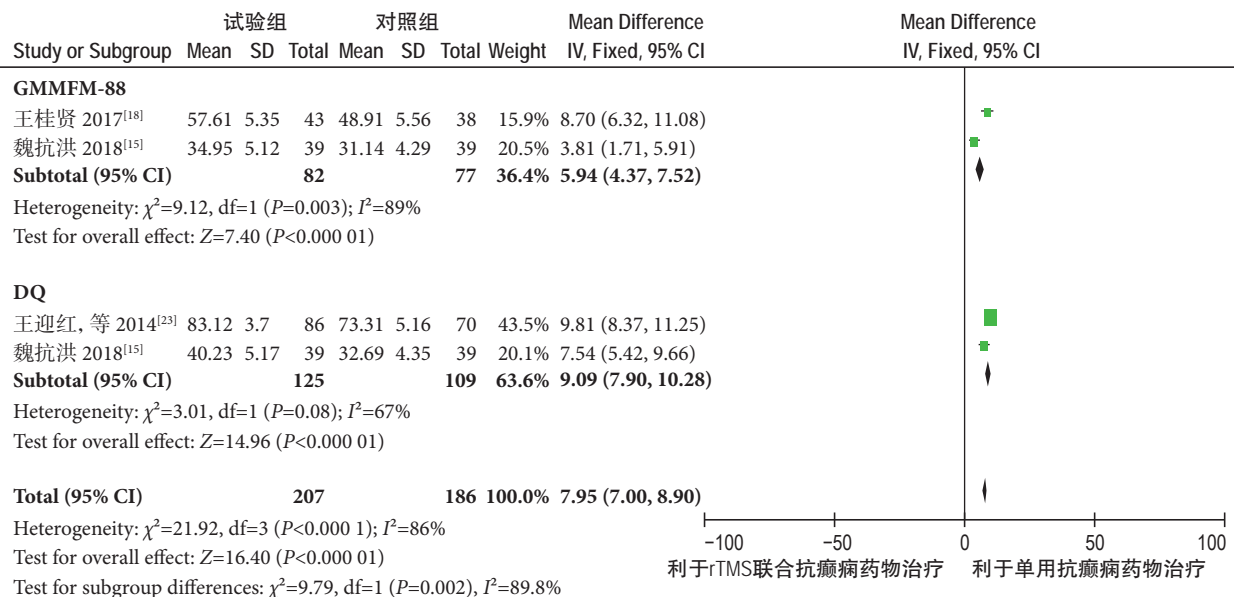 试验组 对照组 Mean Difference Mean Difference
Study or Subgroup Mean SD Total Mean SD Total Weight IV, Fixed, 95% CI IV, Fixed, 95% CI
GMMFM-88
王桂贤 2017[18] 57.61 5.35 43 48.91 5.56 38 15.9% 8.70 (6.32, 11.08)
魏抗洪 2018[15] 34.95 5.12 39 31.14 4.29 39 20.5% 3.81 (1.71, 5.91)
Subtotal (95% CI) 82 77 36.4% 5.94 (4.37, 7.52)
Heterogeneity: χ²=9.12, df=1 (P=0.003); I²=89%
Test for overall effect: Z=7.40 (P<0.000 01)
DQ
王迎红, 等 2014[23] 83.12 3.7 86 73.31 5.16 70 43.5% 9.81 (8.37, 11.25)
魏抗洪 2018[15] 40.23 5.17 39 32.69 4.35 39 20.1% 7.54 (5.42, 9.66)
Subtotal (95% CI) 125 109 63.6% 9.09 (7.90, 10.28)
Heterogeneity: χ²=3.01, df=1 (P=0.08); I²=67%
Test for overall effect: Z=14.96 (P<0.000 01)
Total (95% CI) 207 186 100.0% 7.95 (7.00, 8.90)
Heterogeneity: χ²=21.92, df=3 (P<0.000 1); I²=86%
Test for overall effect: Z=16.40 (P<0.000 01)
Test for subgroup differences: χ²=9.79, df=1 (P=0.002), I²=89.8%
−100 −50 0 50 100
利于rTMS联合抗癫痫药物治疗 利于单用抗癫痫药物治疗